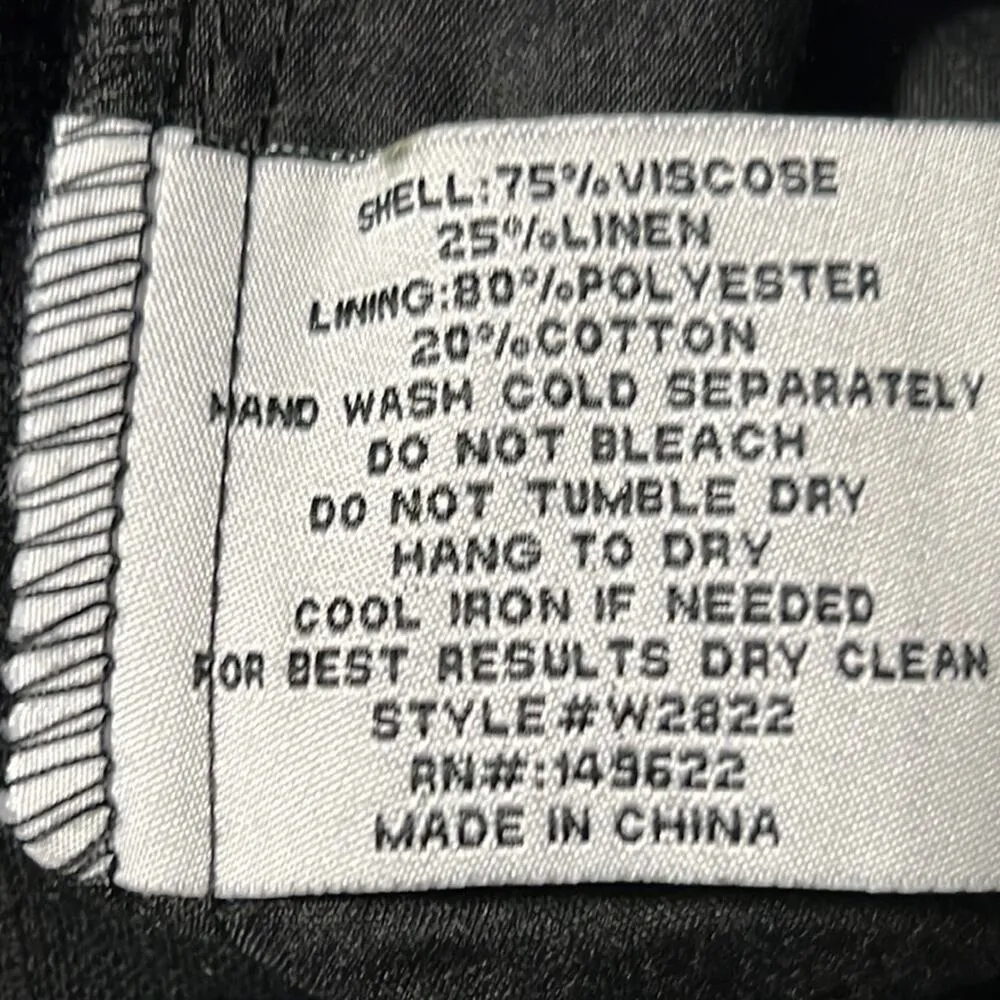 SHELL:75%VISCOSE
25%LINEN
LINING:80%POLYESTER
20%COTTON
HAND WASH COLD SEPARATELY
DO NOT BLEACH
DO NOT TUMBLE DRY
HANG TO DRY
COOL IRON IF NEEDED
FOR BEST RESULTS DRY CLEAN
STYLE#W2822
RN#:149622
MADE IN CHINA